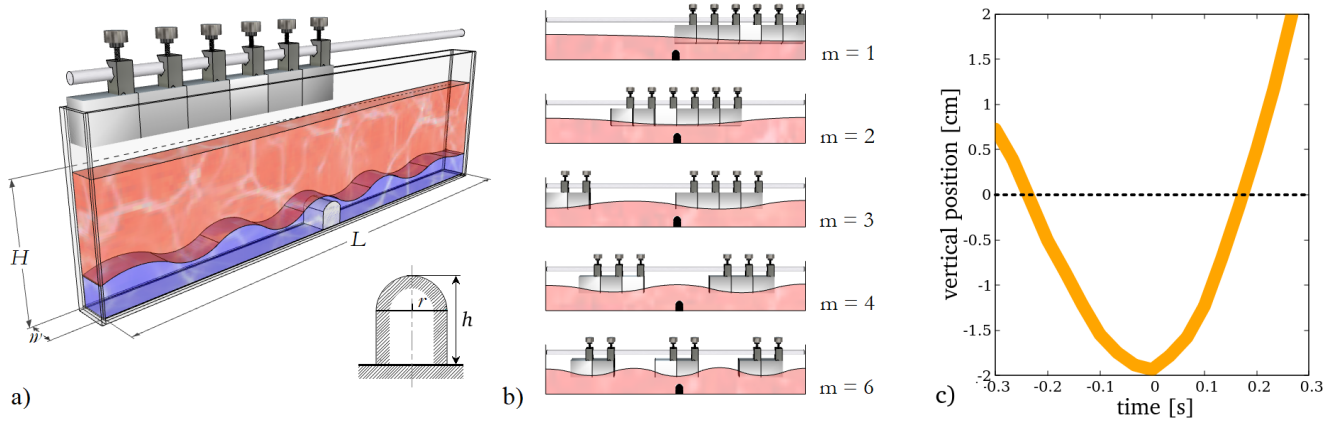 H
w
L
r
h
a)
m = 1
m = 2
m = 3
m = 4
m = 6
b)
2
1.5
1
0.5
0
-0.5
-1
-1.5
-2
-0.3 -0.2 -0.1 0 0.1 0.2 0.3
vertical position [cm]
time [s]
c)